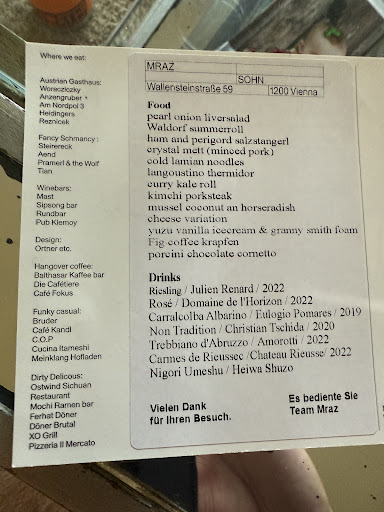 Where we eat:
Austrien Gasthaus:
Woracziczky
Anzengruber *
Am Nordpol 3
Heidingers
Reznicek
Fancy Schmancy :
Steirereck
Aend
Pramerl & the Wolf
Tian
Winebars:
Mast
Sipsong bar
Rundbar
Pub Klemoy
Design:
Ortner etc.
Hangover coffee:
Balthasar Kaffee bar
Die Cafétiere
Café Fokus
Funky casual:
Bruder
Café Kandl
C.O.P
Cucina Itameshi
Meinklang Hofladen
Dirty Delicous:
Ostwind Sichuan
Restaurant
Mochi Ramen bar
Ferhat Döner
Döner Brutal
XO Grill
Pizzeria Il Mercato
MRAZ
SOHN
Wallensteinstraße 59
1200 Vienna
Food
pearl onion liversalad
Waldorf summerroll
ham and perigord salzstangerl
crystal mett (minced pork)
cold lamian noodles
langoustino thermidor
curry kale roll
kimchi porksteak
mussel coconut an horseradish
cheese variation
yuzu vanilla icecream & granny smith foam
Fig-coffee krapfen
porcini chocolate cornetto
Drinks
Riesling / Julien Renard / 2022
Rosé / Domaine de l'Horizon / 2022
Carralcolba Albarino / Eulogio Pomares / 2019
Non Tradition / Christian Tschida / 2020
Trebbiano d'Abruzzo / Amorotti / 2022
Carmes de Rieussec /Chateau Rieusse/ 2022
Nigori Umeshu / Heiwa Shuzo
Vielen Dank
für Ihren Besuch.
Es bediente Sie
Team Mraz